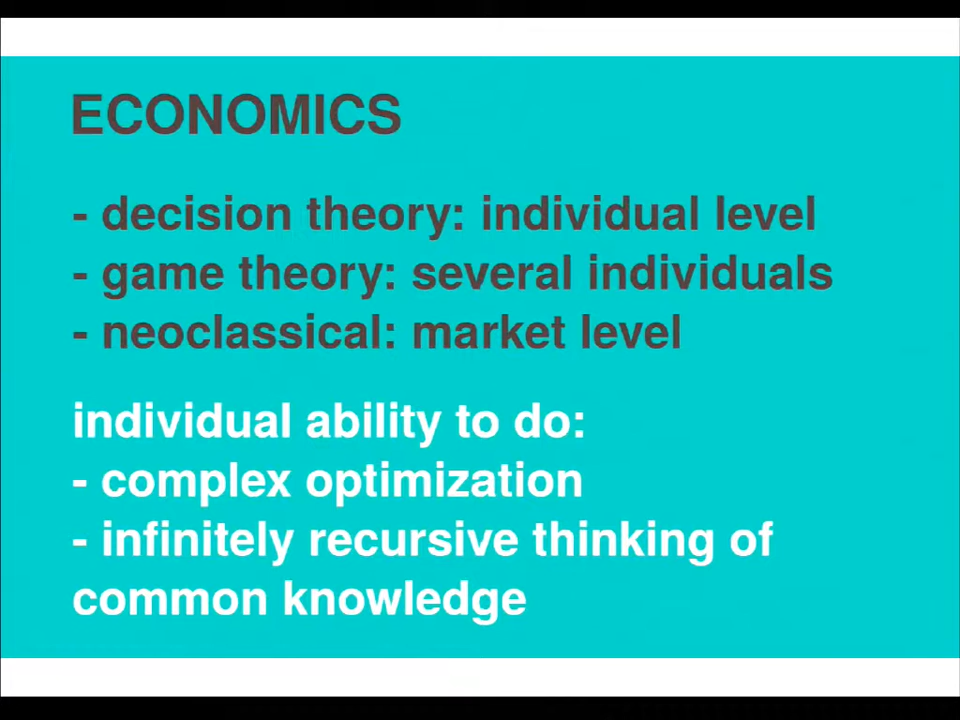 ECONOMICS
- decision theory: individual level
- game theory: several individuals
- neoclassical: market level
individual ability to do:
- complex optimization
- infinitely recursive thinking of
common knowledge